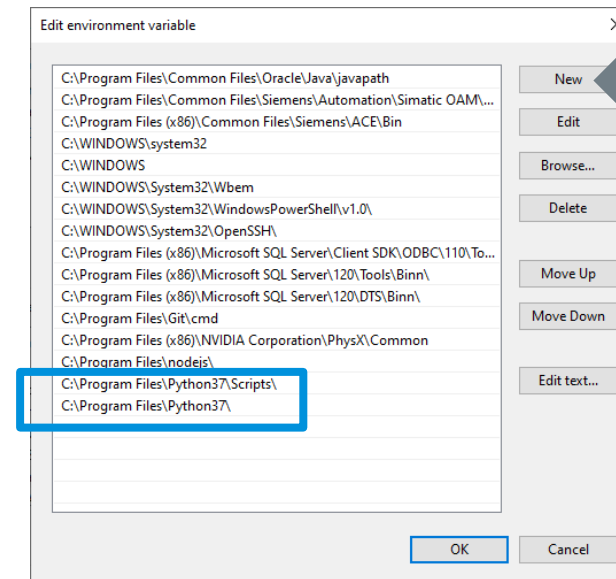 Edit environment variable
C:\Program Files\Common Files\Oracle\Java\javapath
C:\Program Files\Common Files\Siemens\Automation\Simatic OAM\...
C:\Program Files (x86)\Common Files\Siemens\ACE\Bin
C:\WINDOWS\system32
C:\WINDOWS
C:\WINDOWS\System32\Wbem
C:\WINDOWS\System32\WindowsPowerShell\v1.0\
C:\WINDOWS\System32\OpenSSH\
C:\Program Files (x86)\Microsoft SQL Server\Client SDK\ODBC\110\To...
C:\Program Files (x86)\Microsoft SQL Server\120\Tools\Binn\
C:\Program Files (x86)\Microsoft SQL Server\120\DTS\Binn\
C:\Program Files\Git\cmd
C:\Program Files (x86)\NVIDIA Corporation\PhysX\Common
C:\Program Files\nodejs\
C:\Program Files\Python37\Scripts\
C:\Program Files\Python37\
New
Edit
Browse...
Delete
Move Up
Move Down
Edit text...
OK
Cancel